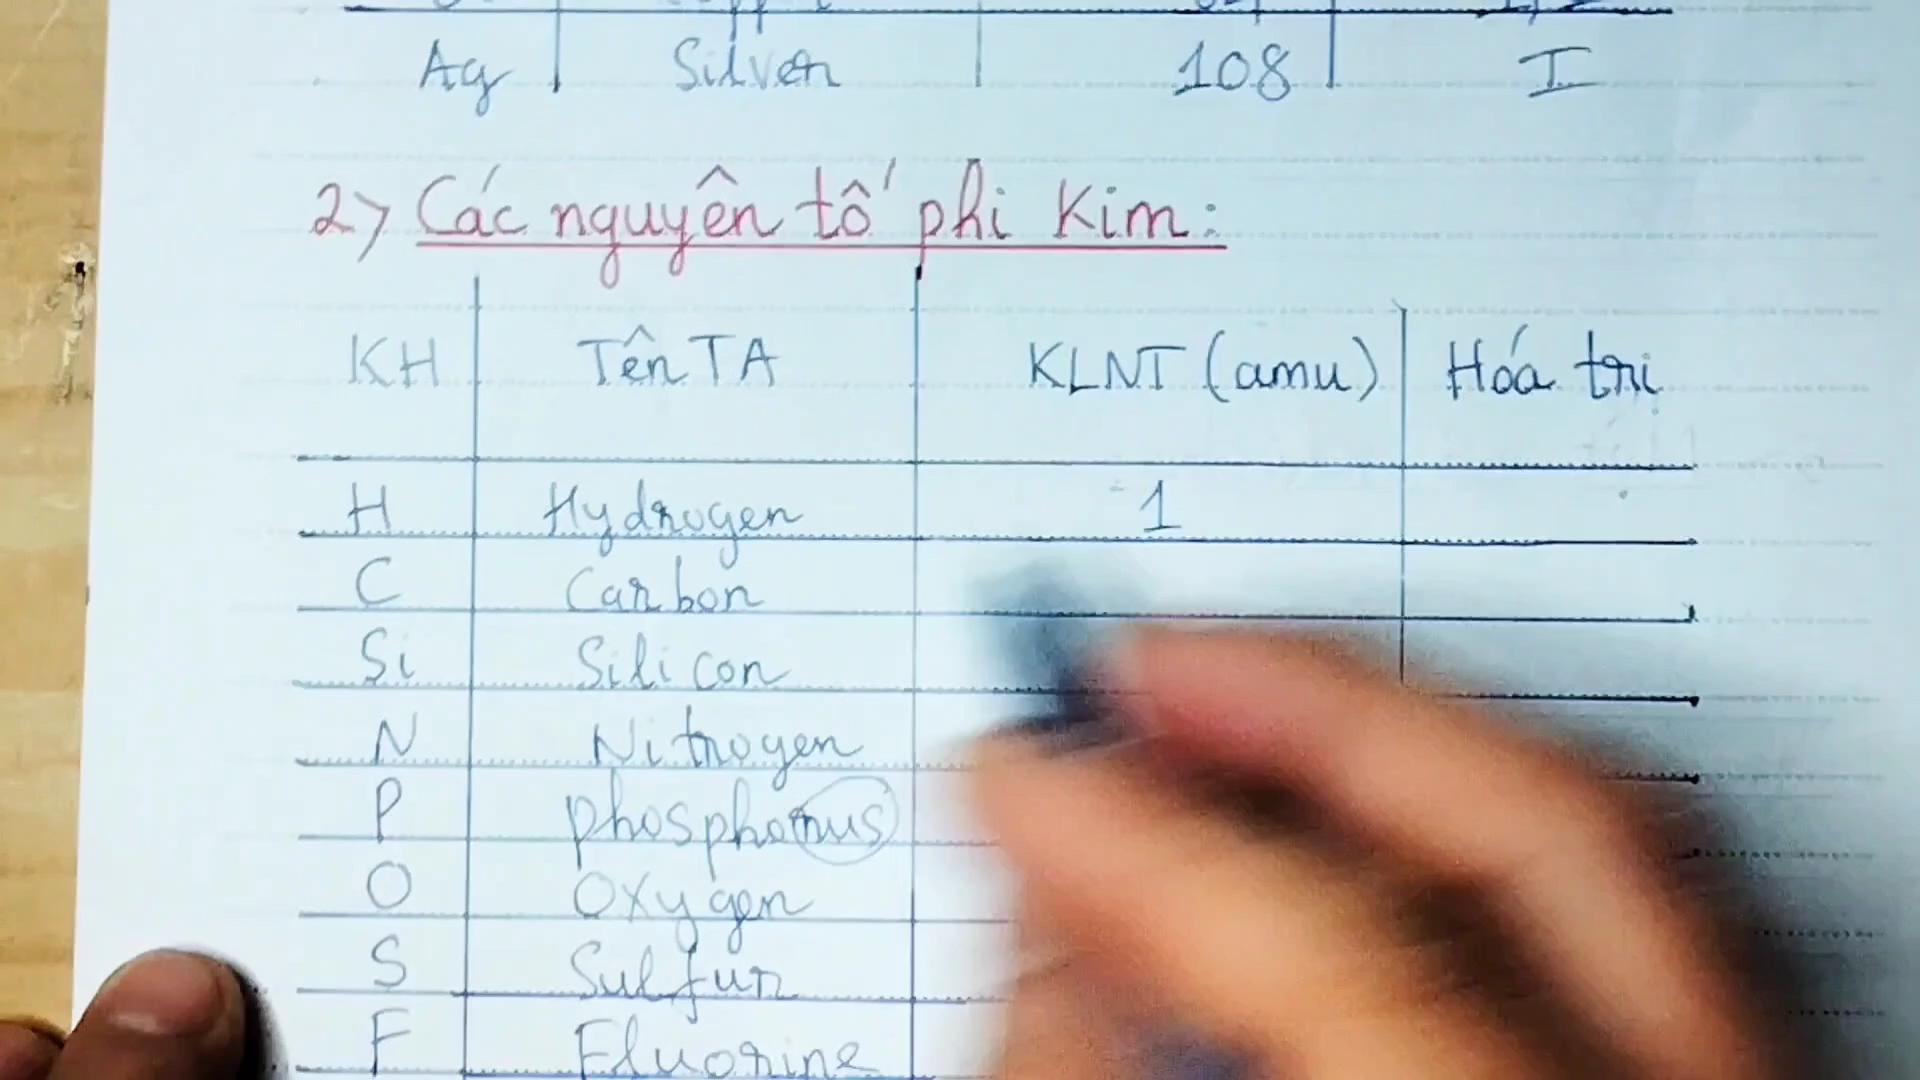 Ag Silver 108 I
2) Các nguyên tố phi Kim:
KH Tên TA KLNT (amu) Hóa trị
H Hydrogen 1
C Carbon
Si Silicon
N Nitrogen
P phosphorus
O Oxygen
S Sulfur
F Fluorine